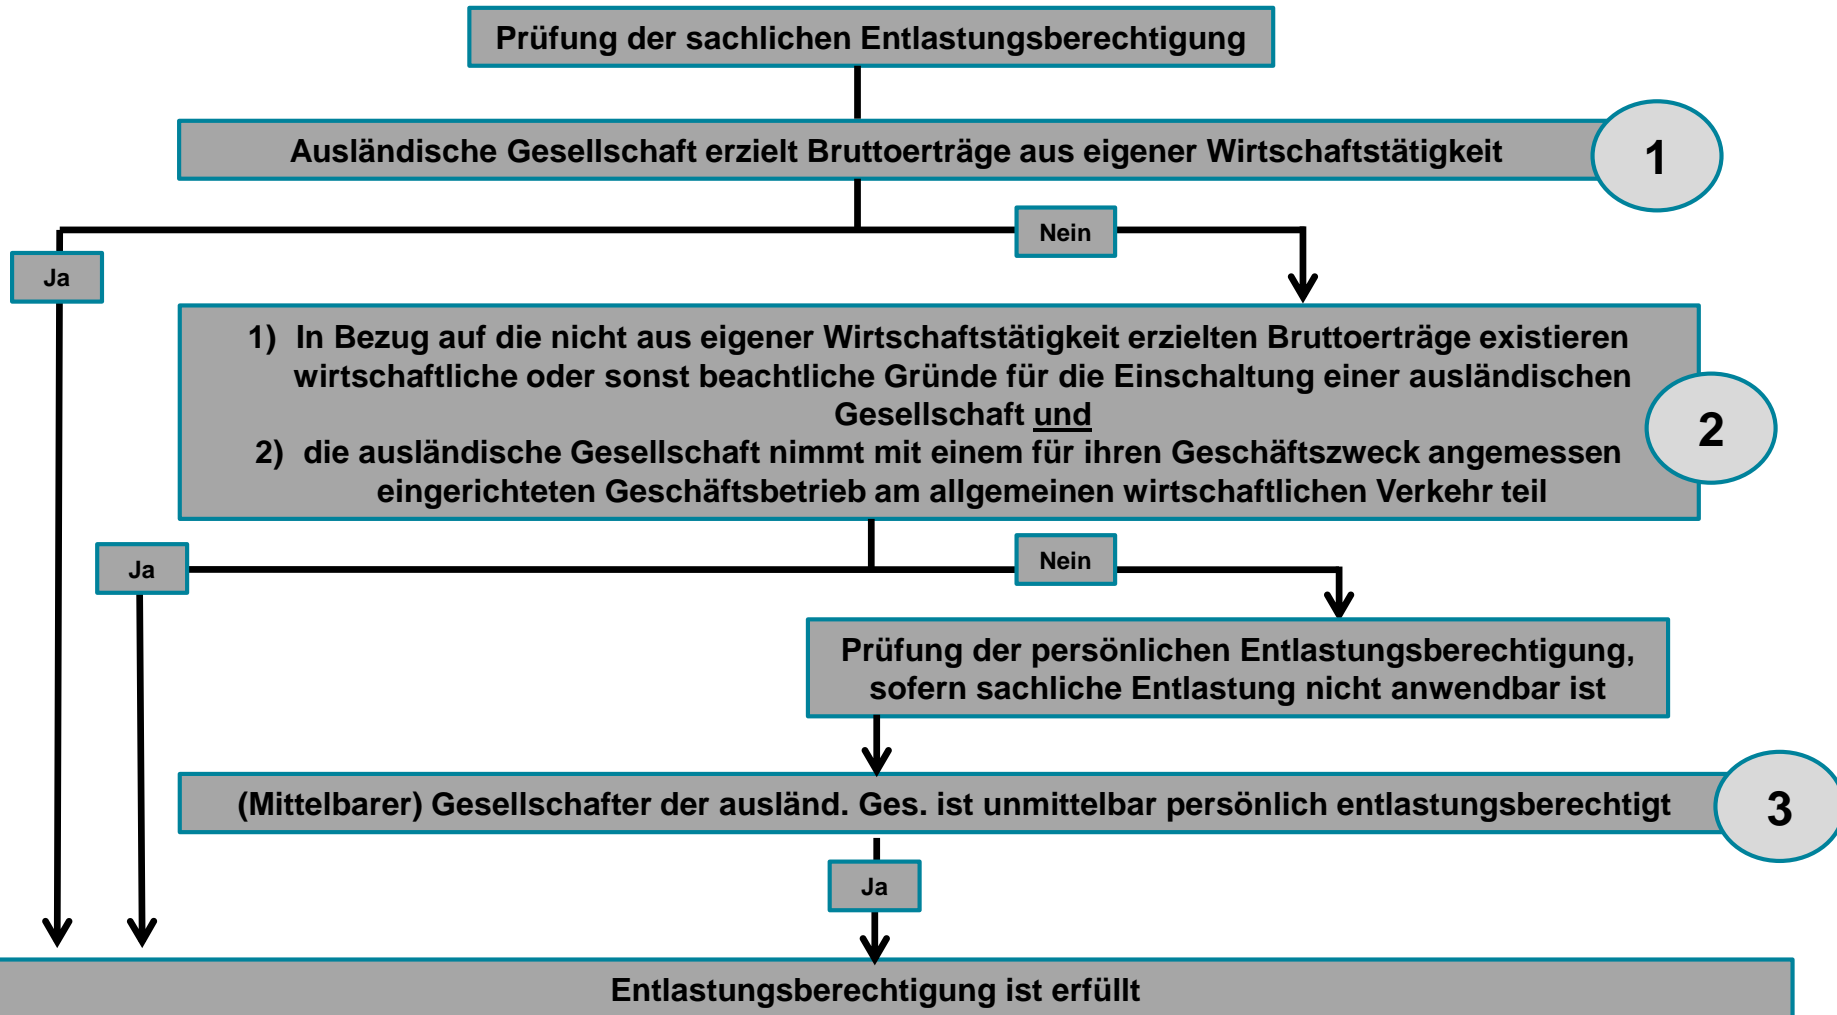 Prüfung der sachlichen Entlastungsberechtigung
Ausländische Gesellschaft erzielt Bruttoerträge aus eigener Wirtschaftstätigkeit
1
Nein
Ja
1) In Bezug auf die nicht aus eigener Wirtschaftstätigkeit erzielten Bruttoerträge existieren
wirtschaftliche oder sonst beachtliche Gründe für die Einschaltung einer ausländischen
Gesellschaft und
2) die ausländische Gesellschaft nimmt mit einem für ihren Geschäftszweck angemessen
eingerichteten Geschäftsbetrieb am allgemeinen wirtschaftlichen Verkehr teil
2
Ja
Nein
Prüfung der persönlichen Entlastungsberechtigung,
sofern sachliche Entlastung nicht anwendbar ist
(Mittelbarer) Gesellschafter der ausländ. Ges. ist unmittelbar persönlich entlastungsberechtigt
3
Ja
Entlastungsberechtigung ist erfüllt